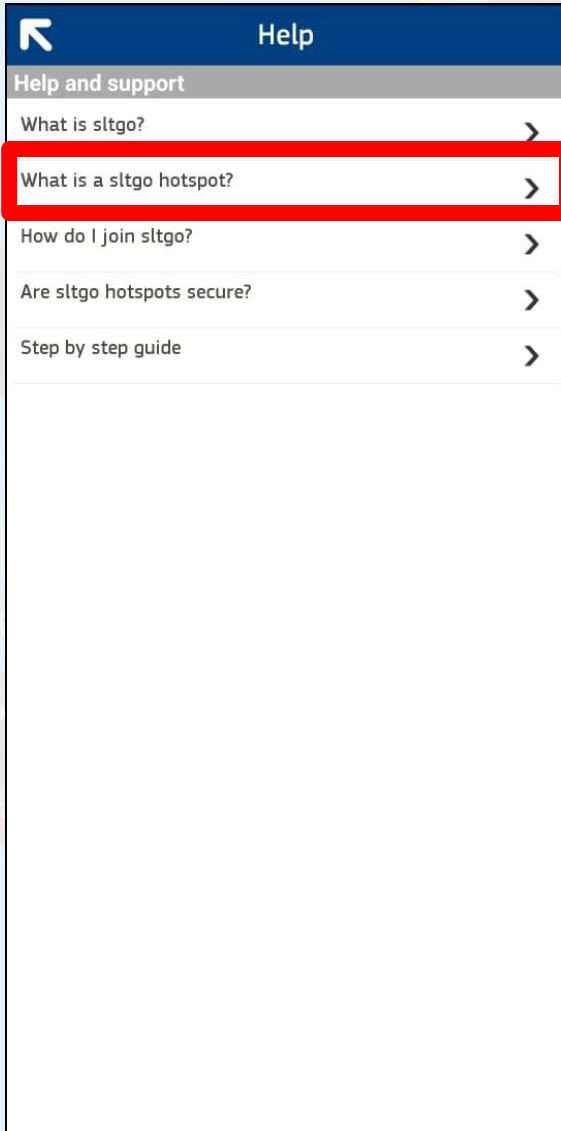 Help
Help and support
What is sltgo?
What is a sltgo hotspot?
How do I join sltgo?
Are sltgo hotspots secure?
Step by step guide